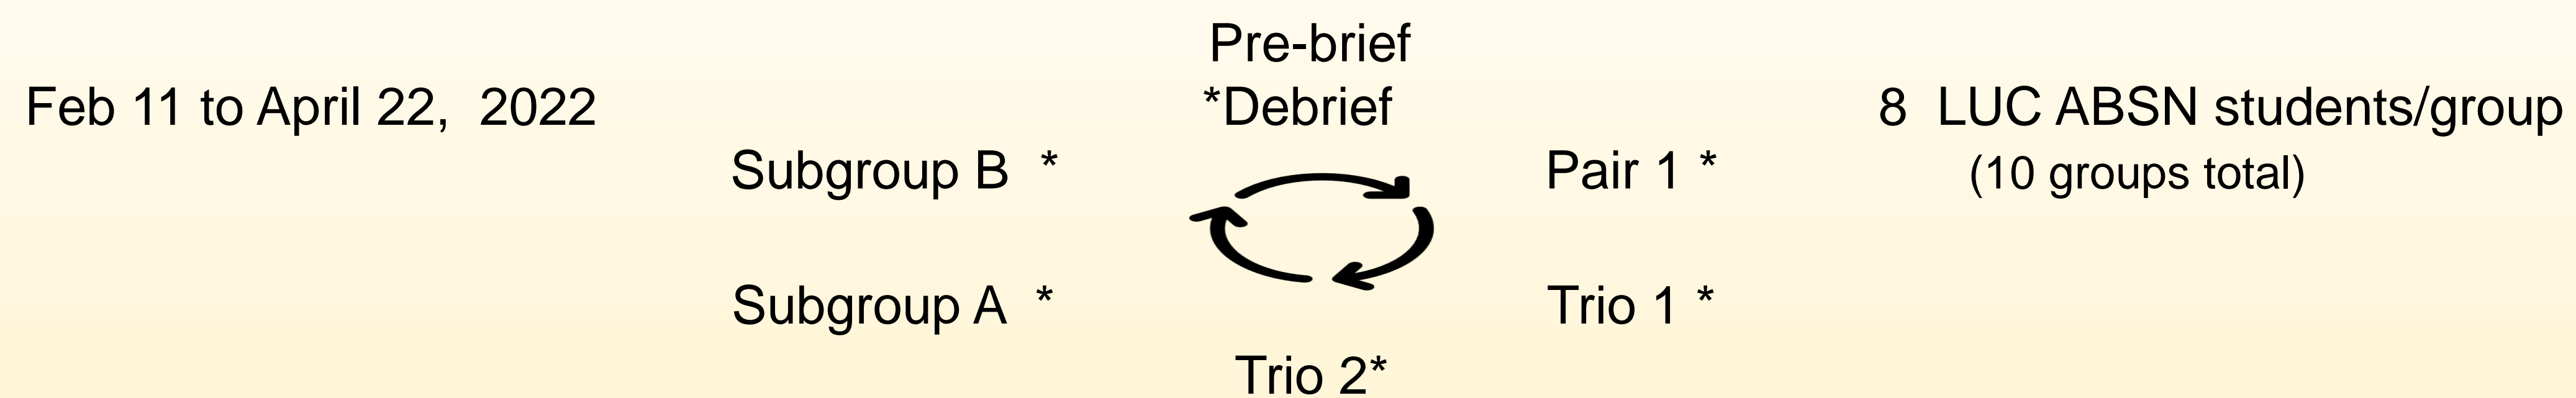 Pre-brief
Feb 11 to April 22, 2022
*Debrief
8 LUC ABSN students/group
Subgroup B *
Pair 1 *
(10 groups total)
Subgroup A *
Trio 1 *
Trio 2*